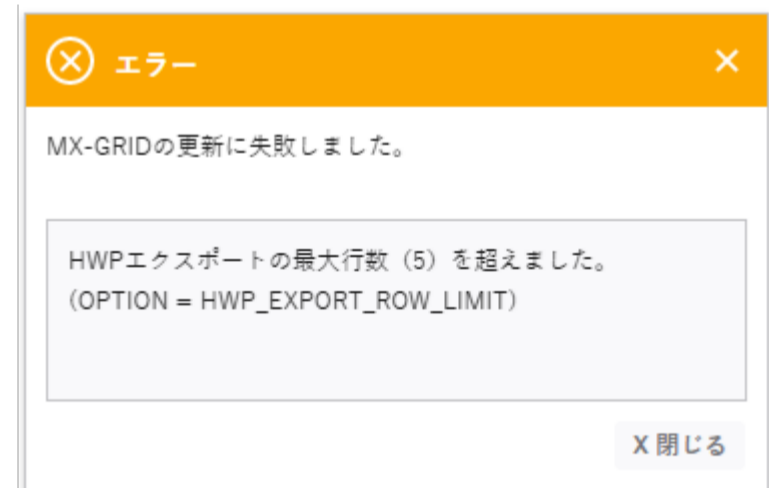 エラー
MX-GRIDの更新に失敗しました。
HWPエクスポートの最大行数（5）を超えました。
(OPTION = HWP_EXPORT_ROW_LIMIT)
X 閉じる